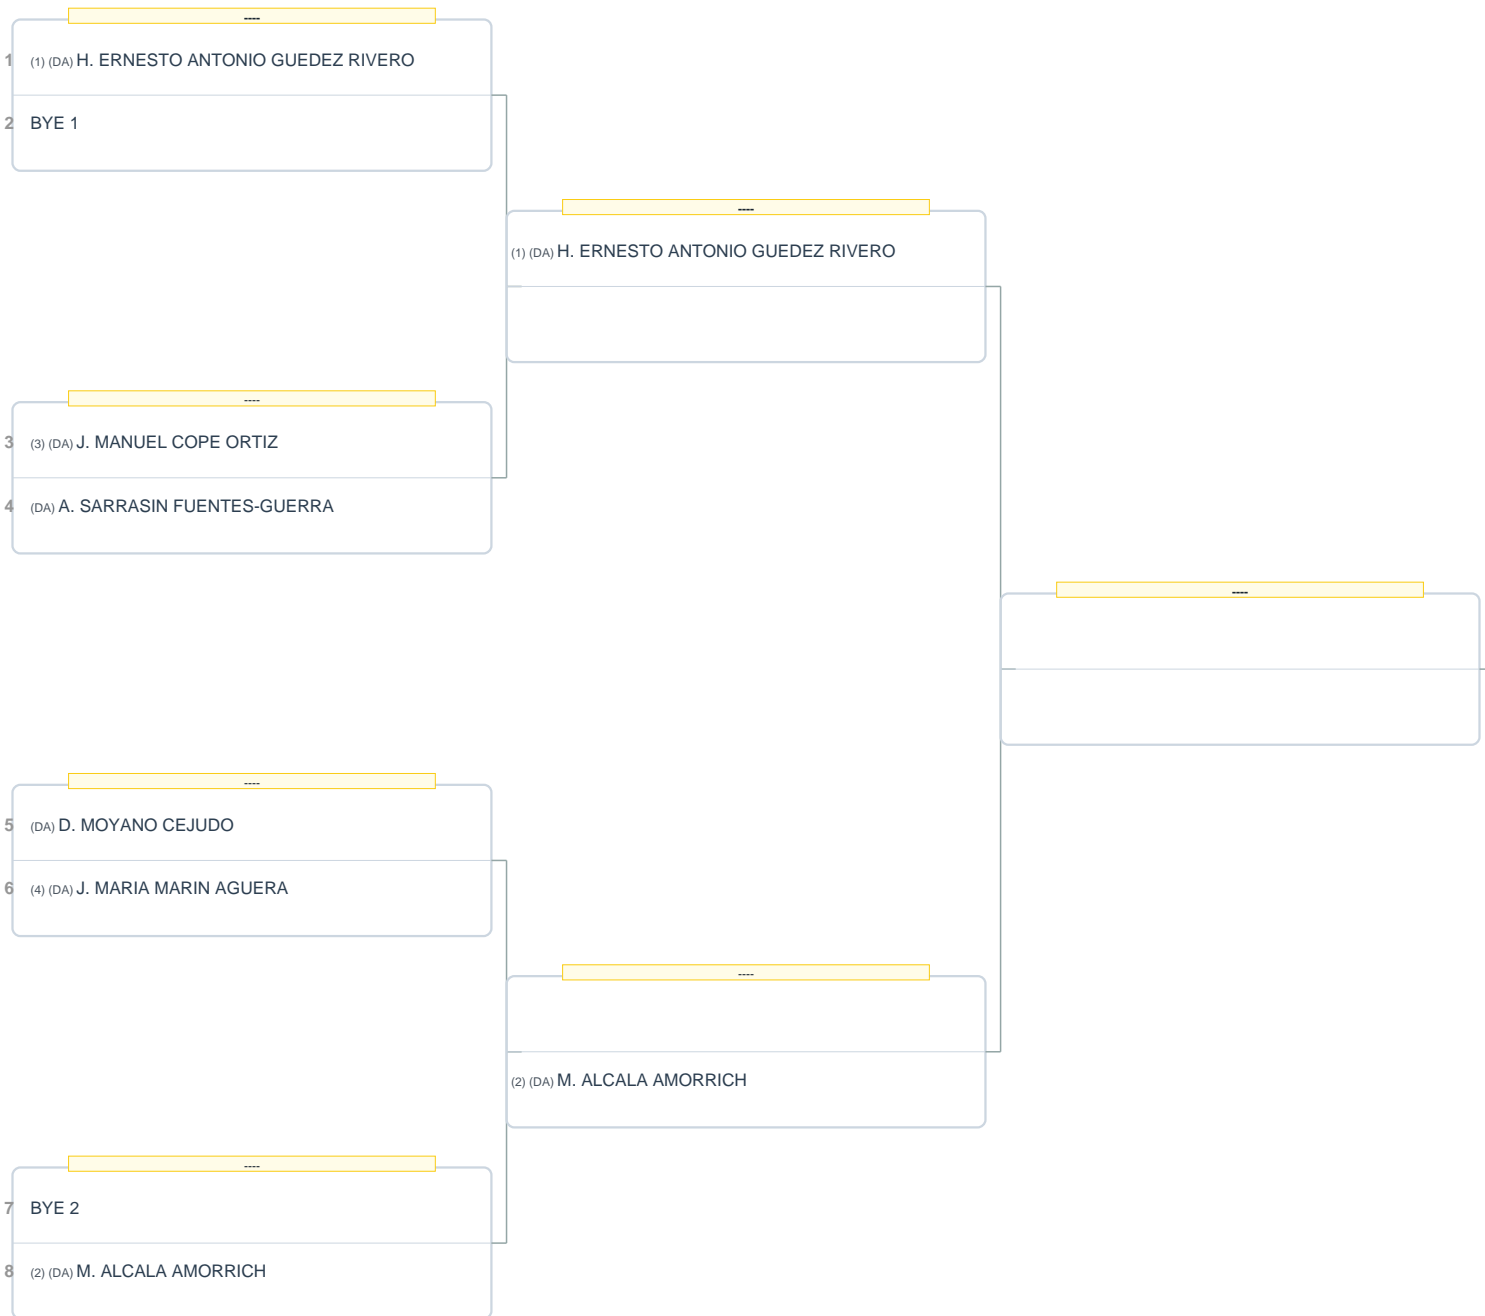 ----
1 (1) (DA) H. ERNESTO ANTONIO GUEDEZ RIVERO
2 BYE 1
----
(1) (DA) H. ERNESTO ANTONIO GUEDEZ RIVERO
----
3 (3) (DA) J. MANUEL COPE ORTIZ
4 (DA) A. SARRASIN FUENTES-GUERRA
----
----
5 (DA) D. MOYANO CEJUDO
6 (4) (DA) J. MARIA MARIN AGUERA
----
(2) (DA) M. ALCALA AMORRICH
----
7 BYE 2
8 (2) (DA) M. ALCALA AMORRICH